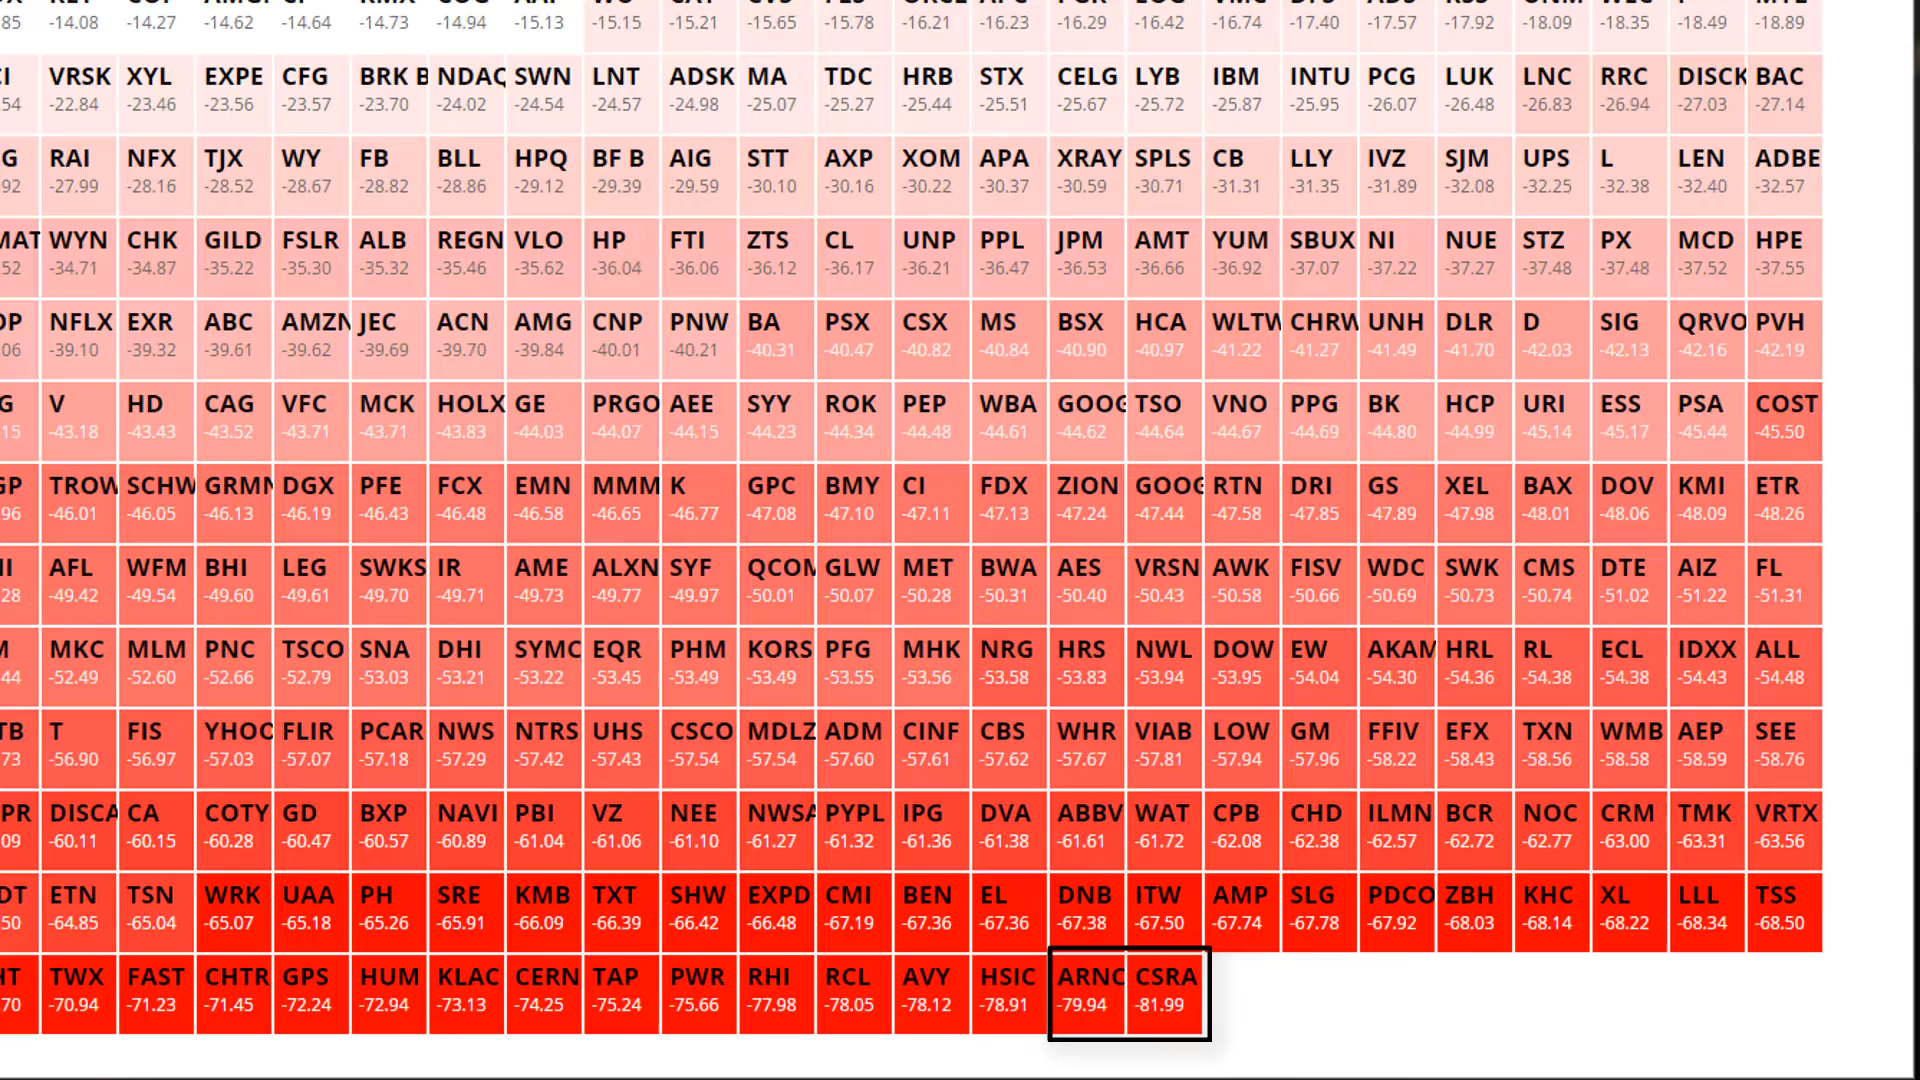 .85 -14.08 -14.27 -14.62 -14.64 -14.73 -14.94 -15.13 -15.15 -15.21 -15.65 -15.78 -16.21 -16.23 -16.29 -16.42 -16.74 -17.40 -17.57 -17.92 -18.09 -18.35 -18.49 -18.89
CI VRSK XYL EXPE CFG BRK B NDAQ SWN LNT ADSK MA TDC HRB STX CELG LYB IBM INTU PCG LUK LNC RRC DISCK BAC
.54 -22.84 -23.46 -23.56 -23.57 -23.70 -24.02 -24.54 -24.57 -24.98 -25.07 -25.27 -25.44 -25.51 -25.67 -25.72 -25.87 -25.95 -26.07 -26.48 -26.83 -26.94 -27.03 -27.14
G RAI NFX TJX WY FB BLL HPQ BF B AIG STT AXP XOM APA XRAY SPLS CB LLY IVZ SJM UPS L LEN ADBE
.92 -27.99 -28.16 -28.52 -28.67 -28.82 -28.86 -29.12 -29.39 -29.59 -30.10 -30.16 -30.22 -30.37 -30.59 -30.71 -31.31 -31.35 -31.89 -32.08 -32.25 -32.38 -32.40 -32.57
MAT WYN CHK GILD FSLR ALB REGN VLO HP FTI ZTS CL UNP PPL JPM AMT YUM SBUX NI NUE STZ PX MCD HPE
.52 -34.71 -34.87 -35.22 -35.30 -35.32 -35.46 -35.62 -36.04 -36.06 -36.12 -36.17 -36.21 -36.47 -36.53 -36.66 -36.92 -37.07 -37.22 -37.27 -37.48 -37.48 -37.52 -37.55
OP NFLX EXR ABC AMZN JEC ACN AMG CNP PNW BA PSX CSX MS BSX HCA WLTW CHRW UNH DLR D SIG QRVO PVH
.06 -39.10 -39.32 -39.61 -39.62 -39.69 -39.70 -39.84 -40.01 -40.21 -40.31 -40.47 -40.82 -40.84 -40.90 -40.97 -41.22 -41.27 -41.49 -41.70 -42.03 -42.13 -42.16 -42.19
G V HD CAG VFC MCK HOLX GE PRGO AEE SYY ROK PEP WBA GOOG TSO VNO PPG BK HCP URI ESS PSA COST
.15 -43.18 -43.43 -43.52 -43.71 -43.71 -43.83 -44.03 -44.07 -44.15 -44.23 -44.34 -44.48 -44.61 -44.62 -44.64 -44.67 -44.69 -44.80 -44.99 -45.14 -45.17 -45.44 -45.50
GP TROW SCHW GRMN DGX PFE FCX EMN MMM K GPC BMY CI FDX ZION GOOG RTN DRI GS XEL BAX DOV KMI ETR
.96 -46.01 -46.05 -46.13 -46.19 -46.43 -46.48 -46.58 -46.65 -46.77 -47.08 -47.10 -47.11 -47.13 -47.24 -47.44 -47.58 -47.85 -47.89 -47.98 -48.01 -48.06 -48.09 -48.26
AFL WFM BHI LEG SWKS IR AME ALXN SYF QCOM GLW MET BWA AES VRSN AWK FISV WDC SWK CMS DTE AIZ FL
.28 -49.42 -49.54 -49.60 -49.61 -49.70 -49.71 -49.73 -49.77 -49.97 -50.01 -50.07 -50.28 -50.31 -50.40 -50.43 -50.58 -50.66 -50.69 -50.73 -50.74 -51.02 -51.22 -51.31
M MKC MLM PNC TSCO SNA DHI SYMC EQR PHM KORS PFG MHK NRG HRS NWL DOW EW AKAM HRL RL ECL IDXX ALL
.44 -52.49 -52.60 -52.66 -52.79 -53.03 -53.21 -53.22 -53.45 -53.49 -53.49 -53.55 -53.56 -53.58 -53.83 -53.94 -53.95 -54.04 -54.30 -54.36 -54.38 -54.38 -54.43 -54.48
TB T FIS YHOO FLIR PCAR NWS NTRS UHS CSCO MDLZ ADM CINF CBS WHR VIAB LOW GM FFIV EFX TXN WMB AEP SEE
.73 -56.90 -56.97 -57.03 -57.07 -57.18 -57.29 -57.42 -57.43 -57.54 -57.54 -57.60 -57.61 -57.62 -57.67 -57.81 -57.94 -57.96 -58.22 -58.43 -58.56 -58.58 -58.59 -58.76
PR DISCA CA COTY GD BXP NAVI PBI VZ NEE NWSA PYPL IPG DVA ABBV WAT CPB CHD ILMN BCR NOC CRM TMK VRTX
.09 -60.11 -60.15 -60.28 -60.47 -60.57 -60.89 -61.04 -61.06 -61.10 -61.27 -61.32 -61.36 -61.38 -61.61 -61.72 -62.08 -62.38 -62.57 -62.72 -62.77 -63.00 -63.31 -63.56
DT ETN TSN WRK UAA PH SRE KMB TXT SHW EXPD CMI BEN EL DNB ITW AMP SLG PDCO ZBH KHC XL LLL TSS
.50 -64.85 -65.04 -65.07 -65.18 -65.26 -65.91 -66.09 -66.39 -66.42 -66.48 -67.19 -67.36 -67.36 -67.38 -67.50 -67.74 -67.78 -67.92 -68.03 -68.14 -68.22 -68.34 -68.50
HT TWX FAST CHTR GPS HUM KLAC CERN TAP PWR RHI RCL AVY HSIC ARNC CSRA
.70 -70.94 -71.23 -71.45 -72.24 -72.94 -73.13 -74.25 -75.24 -75.66 -77.98 -78.05 -78.12 -78.91 -79.94 -81.99